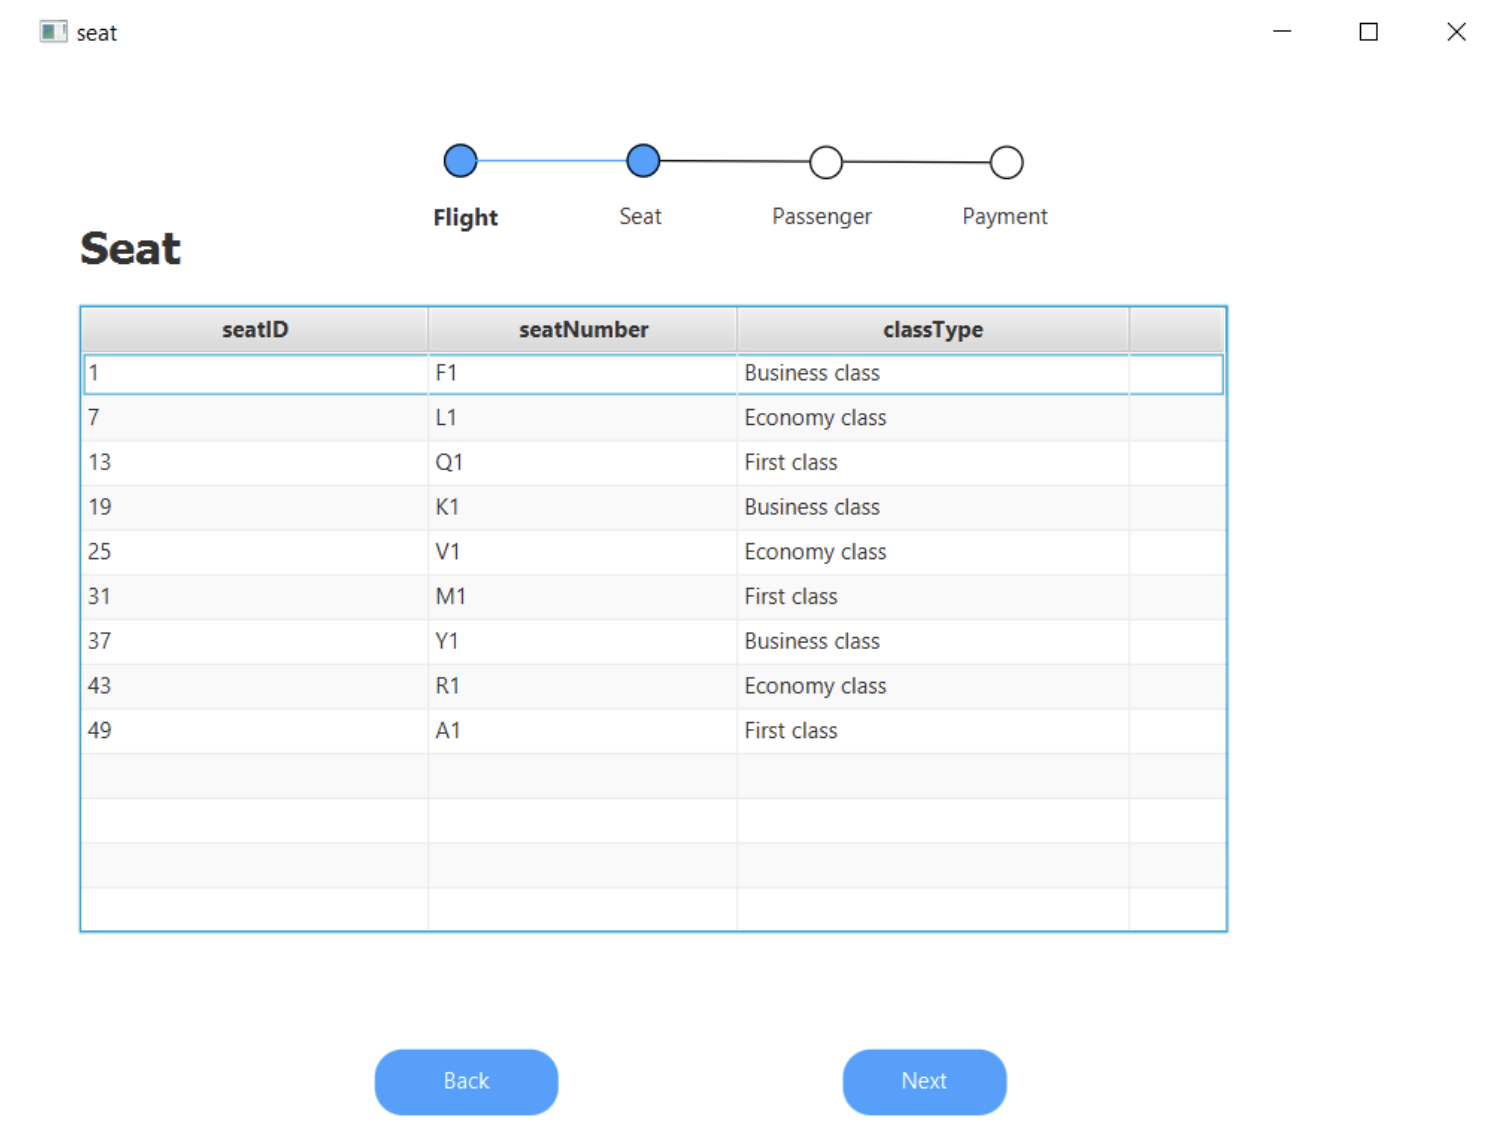 seat
Flight Seat Passenger Payment
Seat
seatID seatNumber classType
1 F1 Business class
7 L1 Economy class
13 Q1 First class
19 K1 Business class
25 V1 Economy class
31 M1 First class
37 Y1 Business class
43 R1 Economy class
49 A1 First class
Back Next